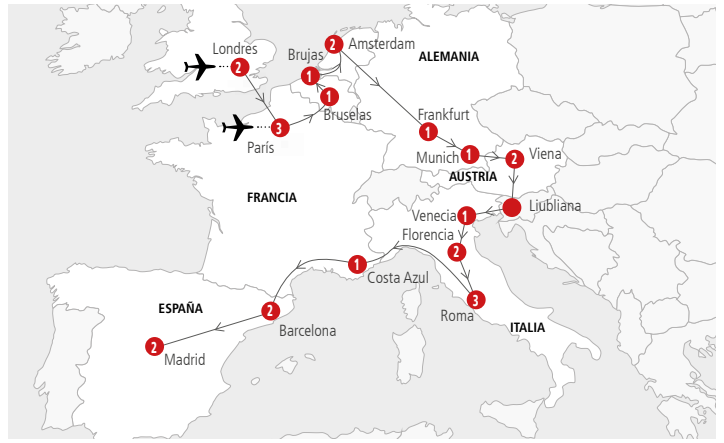 Londres
2
Amsterdam
2
Brujas
1
ALEMANIA
1
Bruselas
París
3
Frankfurt
1
Munich
1
Viena
2
AUSTRIA
FRANCIA
Venecia
1
Liubliana
Florencia
2
Costa Azul
1
Roma
3
ITALIA
ESPAÑA
Barcelona
2
Madrid
2